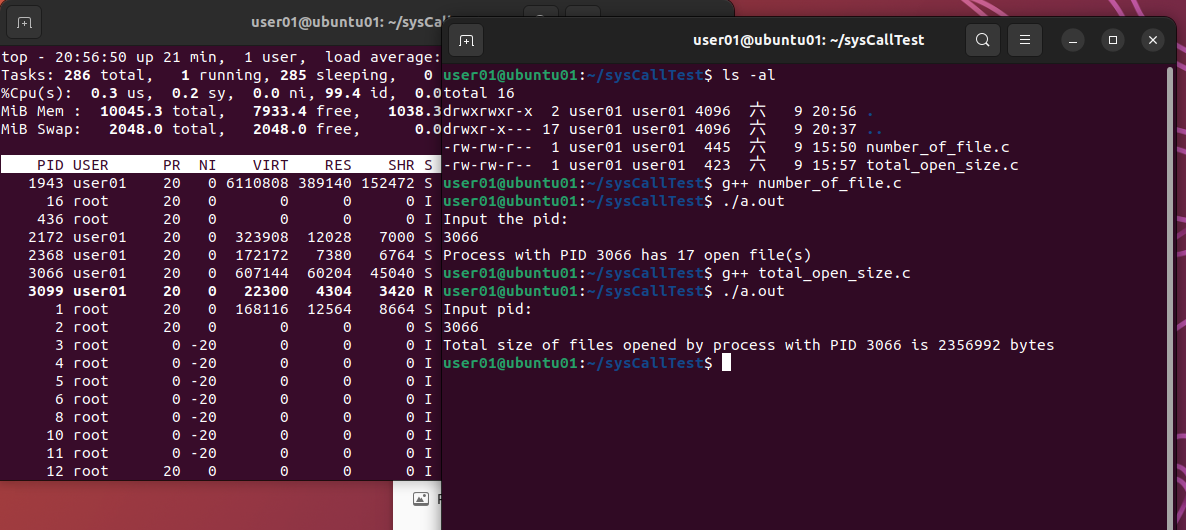 user01@ubuntu01: ~/sysCal
top - 20:56:50 up 21 min,  1 user,  load average:
Tasks: 286 total,   1 running, 285 sleeping,   0
%Cpu(s):  0.3 us,  0.2 sy,  0.0 ni, 99.4 id,  0.0
MiB Mem :  10045.3 total,   7933.4 free,   1038.3
MiB Swap:   2048.0 total,   2048.0 free,      0.0
PID USER      PR  NI    VIRT    RES    SHR S
1943 user01    20   0 6110808 389140 152472 S
16 root      20   0       0      0      0 I
436 root      20   0       0      0      0 I
2172 user01    20   0  323908  12028   7000 S
2368 user01    20   0  172172   7380   6764 S
3066 user01    20   0  607144  60204  45040 S
3099 user01    20   0   22300   4304   3420 R
1 root      20   0  168116  12564   8664 S
2 root      20   0       0      0      0 S
3 root       0 -20       0      0      0 I
4 root       0 -20       0      0      0 I
5 root       0 -20       0      0      0 I
6 root       0 -20       0      0      0 I
8 root       0 -20       0      0      0 I
10 root       0 -20       0      0      0 I
11 root       0 -20       0      0      0 I
12 root      20   0       0      0      0 I
user01@ubuntu01: ~/sysCallTest
user01@ubuntu01:~/sysCallTest$ ls -al
total 16
drwxrwxr-x  2 user01 user01 4096  六   9 20:56 .
drwxr-x--- 17 user01 user01 4096  六   9 20:37 ..
-rw-rw-r--  1 user01 user01  445  六   9 15:50 number_of_file.c
-rw-rw-r--  1 user01 user01  423  六   9 15:57 total_open_size.c
user01@ubuntu01:~/sysCallTest$ g++ number_of_file.c
user01@ubuntu01:~/sysCallTest$ ./a.out
Input the pid:
3066
Process with PID 3066 has 17 open file(s)
user01@ubuntu01:~/sysCallTest$ g++ total_open_size.c
user01@ubuntu01:~/sysCallTest$ ./a.out
Input pid:
3066
Total size of files opened by process with PID 3066 is 2356992 bytes
user01@ubuntu01:~/sysCallTest$